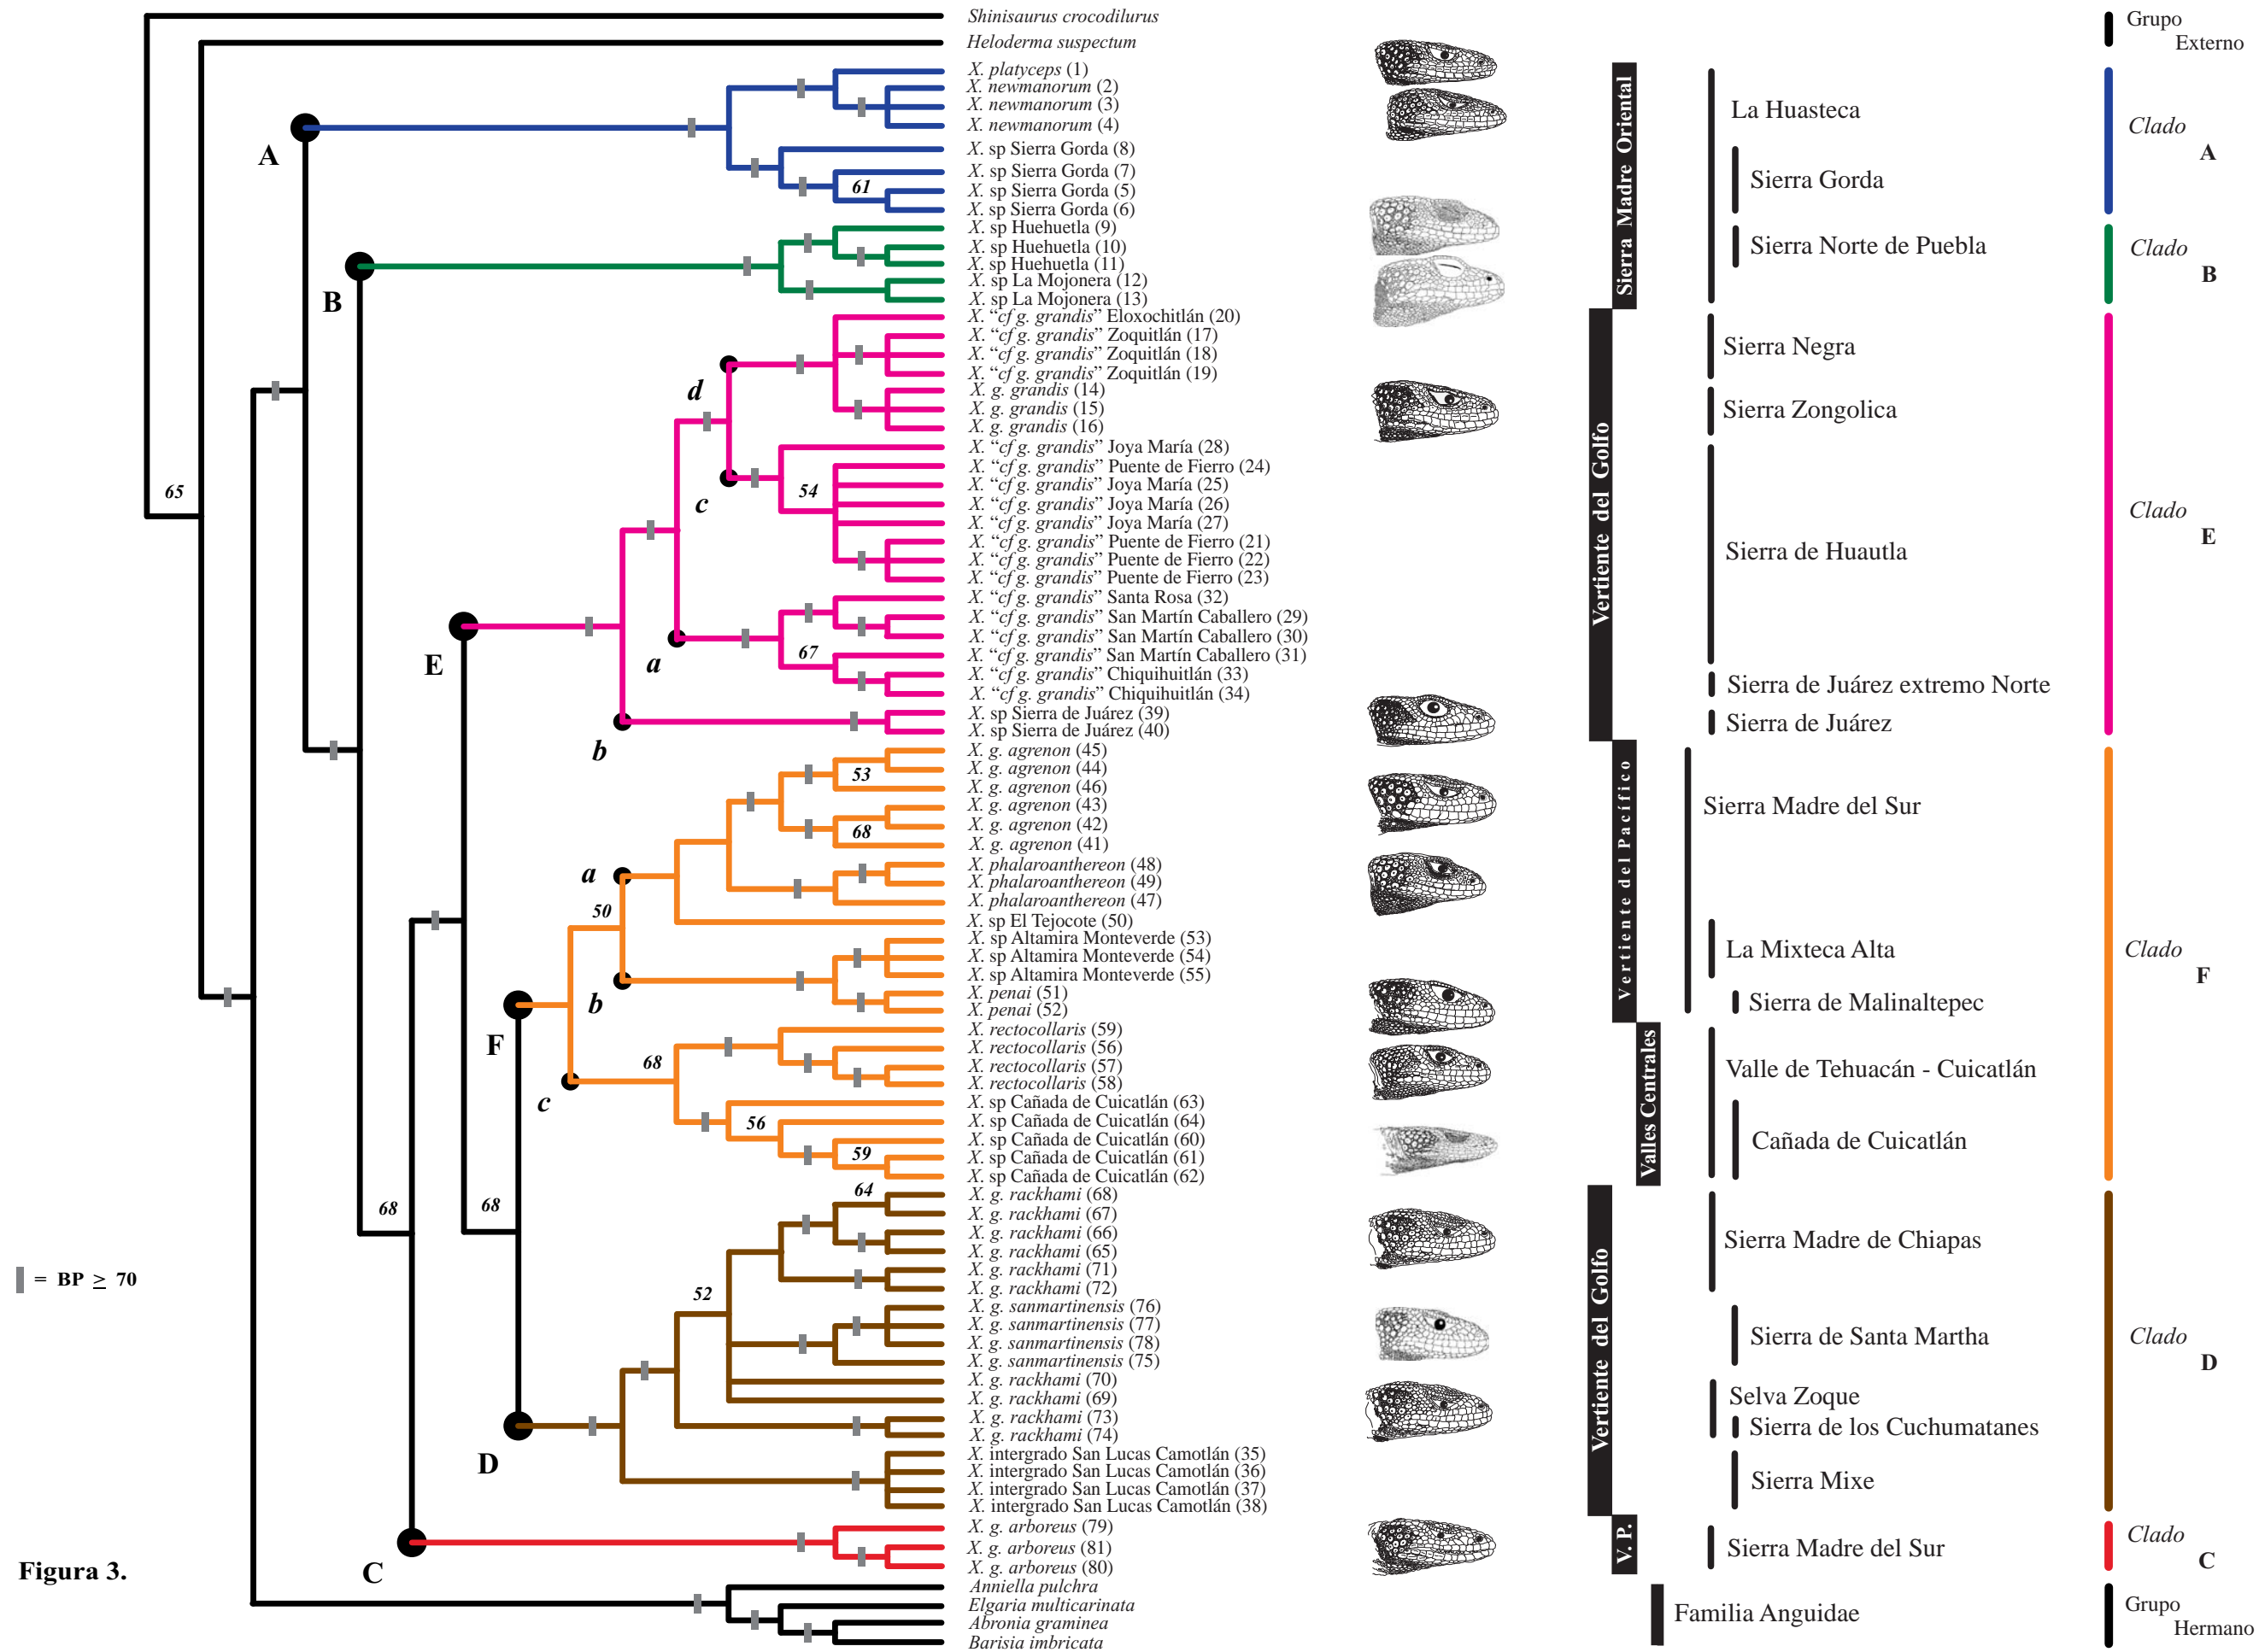 Shinisaurus crocodilurus
Heloderma suspectum
X. platyceps (1)
X. newmanorum (2)
X. newmanorum (3)
X. newmanorum (4)
X. sp Sierra Gorda (8)
X. sp Sierra Gorda (7)
X. sp Sierra Gorda (5)
X. sp Sierra Gorda (6)
X. sp Huehuetla (9)
X. sp Huehuetla (10)
X. sp Huehuetla (11)
X. sp La Mojonera (12)
X. sp La Mojonera (13)
X. “cf g. grandis” Eloxochitlán (20)
X. “cf g. grandis” Zoquitlán (17)
X. “cf g. grandis” Zoquitlán (18)
X. “cf g. grandis” Zoquitlán (19)
X. g. grandis (14)
X. g. grandis (15)
X. g. grandis (16)
X. “cf g. grandis” Joya María (28)
X. “cf g. grandis” Puente de Fierro (24)
X. “cf g. grandis” Joya María (25)
X. “cf g. grandis” Joya María (26)
X. “cf g. grandis” Joya María (27)
X. “cf g. grandis” Puente de Fierro (21)
X. “cf g. grandis” Puente de Fierro (22)
X. “cf g. grandis” Puente de Fierro (23)
X. “cf g. grandis” Santa Rosa (32)
X. “cf g. grandis” San Martín Caballero (29)
X. “cf g. grandis” San Martín Caballero (30)
X. “cf g. grandis” San Martín Caballero (31)
X. “cf g. grandis” Chiquihuitlán (33)
X. “cf g. grandis” Chiquihuitlán (34)
X. sp Sierra de Juárez (39)
X. sp Sierra de Juárez (40)
X. g. agrenon (45)
X. g. agrenon (44)
X. g. agrenon (46)
X. g. agrenon (43)
X. g. agrenon (42)
X. g. agrenon (41)
X. phalaroanthereon (48)
X. phalaroanthereon (49)
X. phalaroanthereon (47)
X. sp El Tejocote (50)
X. sp Altamira Monteverde (53)
X. sp Altamira Monteverde (54)
X. sp Altamira Monteverde (55)
X. penai (51)
X. penai (52)
X. rectocollaris (59)
X. rectocollaris (56)
X. rectocollaris (57)
X. rectocollaris (58)
X. sp Cañada de Cuicatlán (63)
X. sp Cañada de Cuicatlán (64)
X. sp Cañada de Cuicatlán (60)
X. sp Cañada de Cuicatlán (61)
X. sp Cañada de Cuicatlán (62)
X. g. rackhami (68)
X. g. rackhami (67)
X. g. rackhami (66)
X. g. rackhami (65)
X. g. rackhami (71)
X. g. rackhami (72)
X. g. sanmartinensis (76)
X. g. sanmartinensis (77)
X. g. sanmartinensis (78)
X. g. sanmartinensis (75)
X. g. rackhami (70)
X. g. rackhami (69)
X. g. rackhami (73)
X. g. rackhami (74)
X. intergrado San Lucas Camotlán (35)
X. intergrado San Lucas Camotlán (36)
X. intergrado San Lucas Camotlán (37)
X. intergrado San Lucas Camotlán (38)
X. g. arboreus (79)
X. g. arboreus (81)
X. g. arboreus (80)
Anniella pulchra
Elgaria multicarinata
Abronia graminea
Barisia imbricata
A
61
B
d
c
54
65
E
a
67
b
53
68
a
50
b
F
68
c
56
59
64
68
68
52
D
C
= BP ≥ 70
Figura 3.
Sierra Madre Oriental
Vertiente del Golfo
Vertiente del Pacífico
Valles Centrales
Vertiente del Golfo
V. P.
La Huasteca
Sierra Gorda
Sierra Norte de Puebla
Sierra Negra
Sierra Zongolica
Sierra de Huautla
Sierra de Juárez extremo Norte
Sierra de Juárez
Sierra Madre del Sur
La Mixteca Alta
Sierra de Malinaltepec
Valle de Tehuacán - Cuicatlán
Cañada de Cuicatlán
Sierra Madre de Chiapas
Sierra de Santa Martha
Selva Zoque
Sierra de los Cuchumatanes
Sierra Mixe
Sierra Madre del Sur
Familia Anguidae
Grupo
Externo
Clado
A
Clado
B
Clado
E
Clado
F
Clado
D
Clado
C
Grupo
Hermano